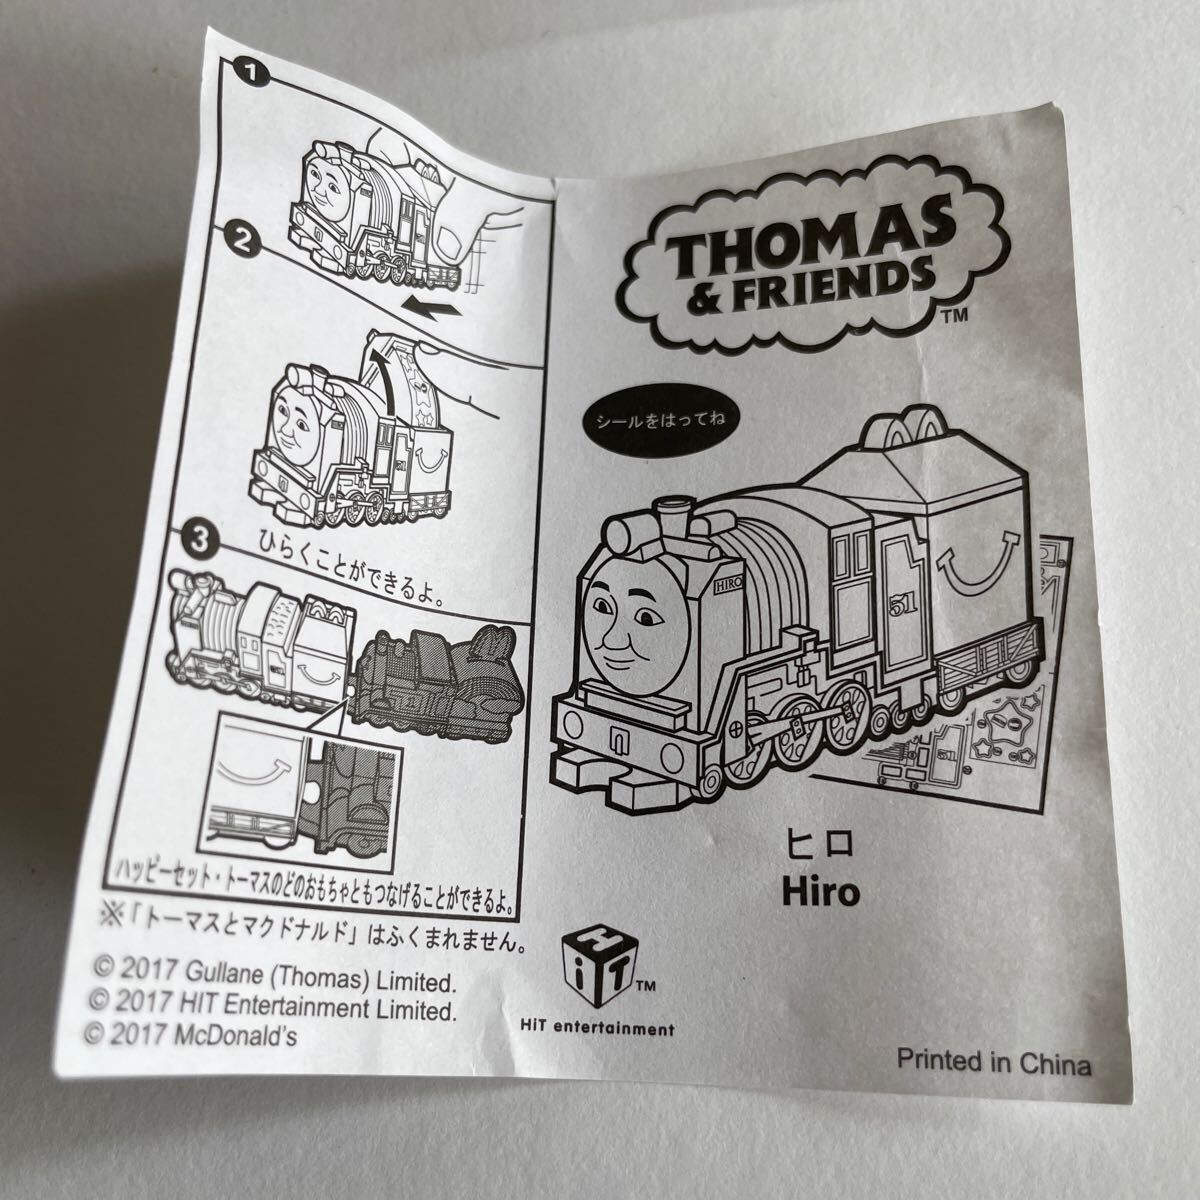 1
2
ひらくことができるよ。
3
ハッピーセット・トーマスのどのおもちゃともつなげることができるよ。
※「トーマスとマクドナルド」はふくまれません。
© 2017 Gullane (Thomas) Limited.
© 2017 HIT Entertainment Limited.
© 2017 McDonald's
THOMAS
& FRIENDS
TM
シールをはってね
HIRO
51
ヒロ
Hiro
HiT
TM
HiT entertainment
Printed in China